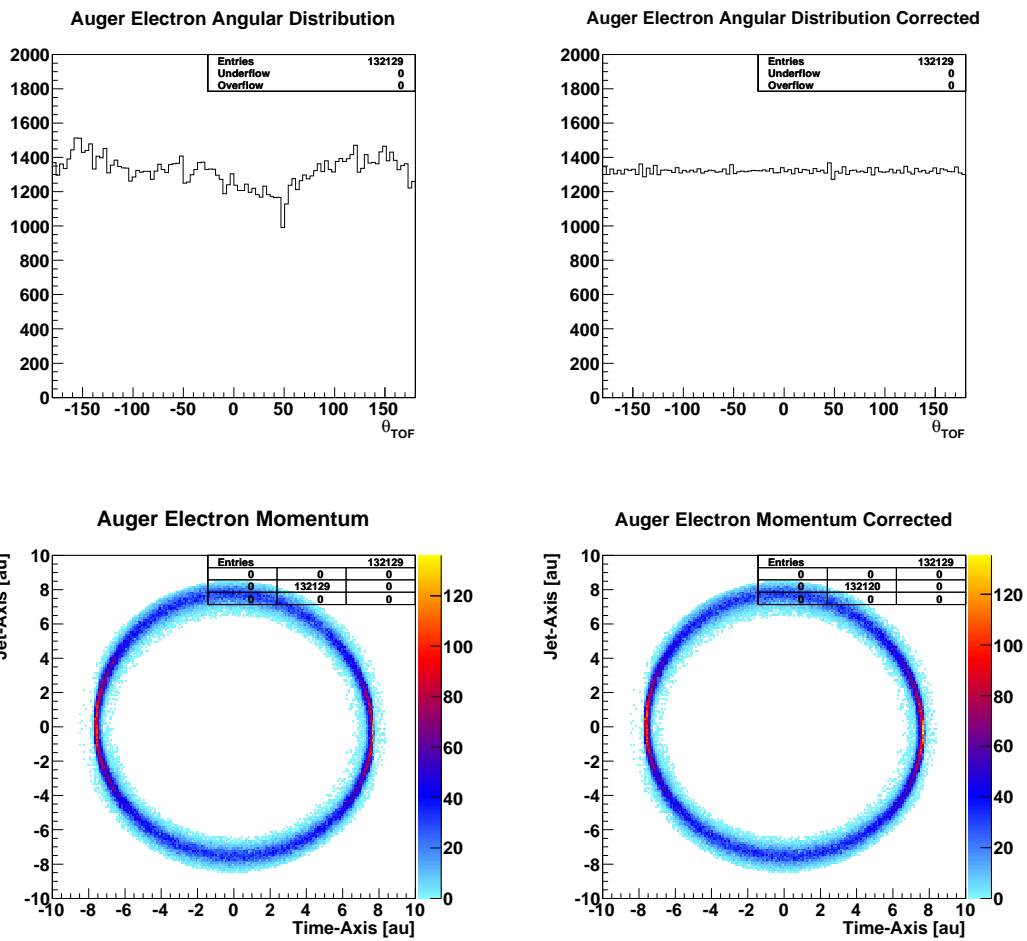 Auger Electron Angular Distribution
Entries 132129
Underflow 0
Overflow 0
2000
1800
1600
1400
1200
1000
800
600
400
200
0
-150 -100 -50 0 50 100 150
θTOF
Auger Electron Angular Distribution Corrected
Entries 132129
Underflow 0
Overflow 0
2000
1800
1600
1400
1200
1000
800
600
400
200
0
-150 -100 -50 0 50 100 150
θTOF
Auger Electron Momentum
Jet-Axis [au]
Entries 132129
0 0 0
0 132129 0
0 0 0
10
8
6
4
2
0
-2
-4
-6
-8
-10
-10 -8 -6 -4 -2 0 2 4 6 8 10
Time-Axis [au]
120
100
80
60
40
20
0
Auger Electron Momentum Corrected
Jet-Axis [au]
Entries 132129
0 0 0
0 132120 0
0 0 0
10
8
6
4
2
0
-2
-4
-6
-8
-10
-10 -8 -6 -4 -2 0 2 4 6 8 10
Time-Axis [au]
120
100
80
60
40
20
0